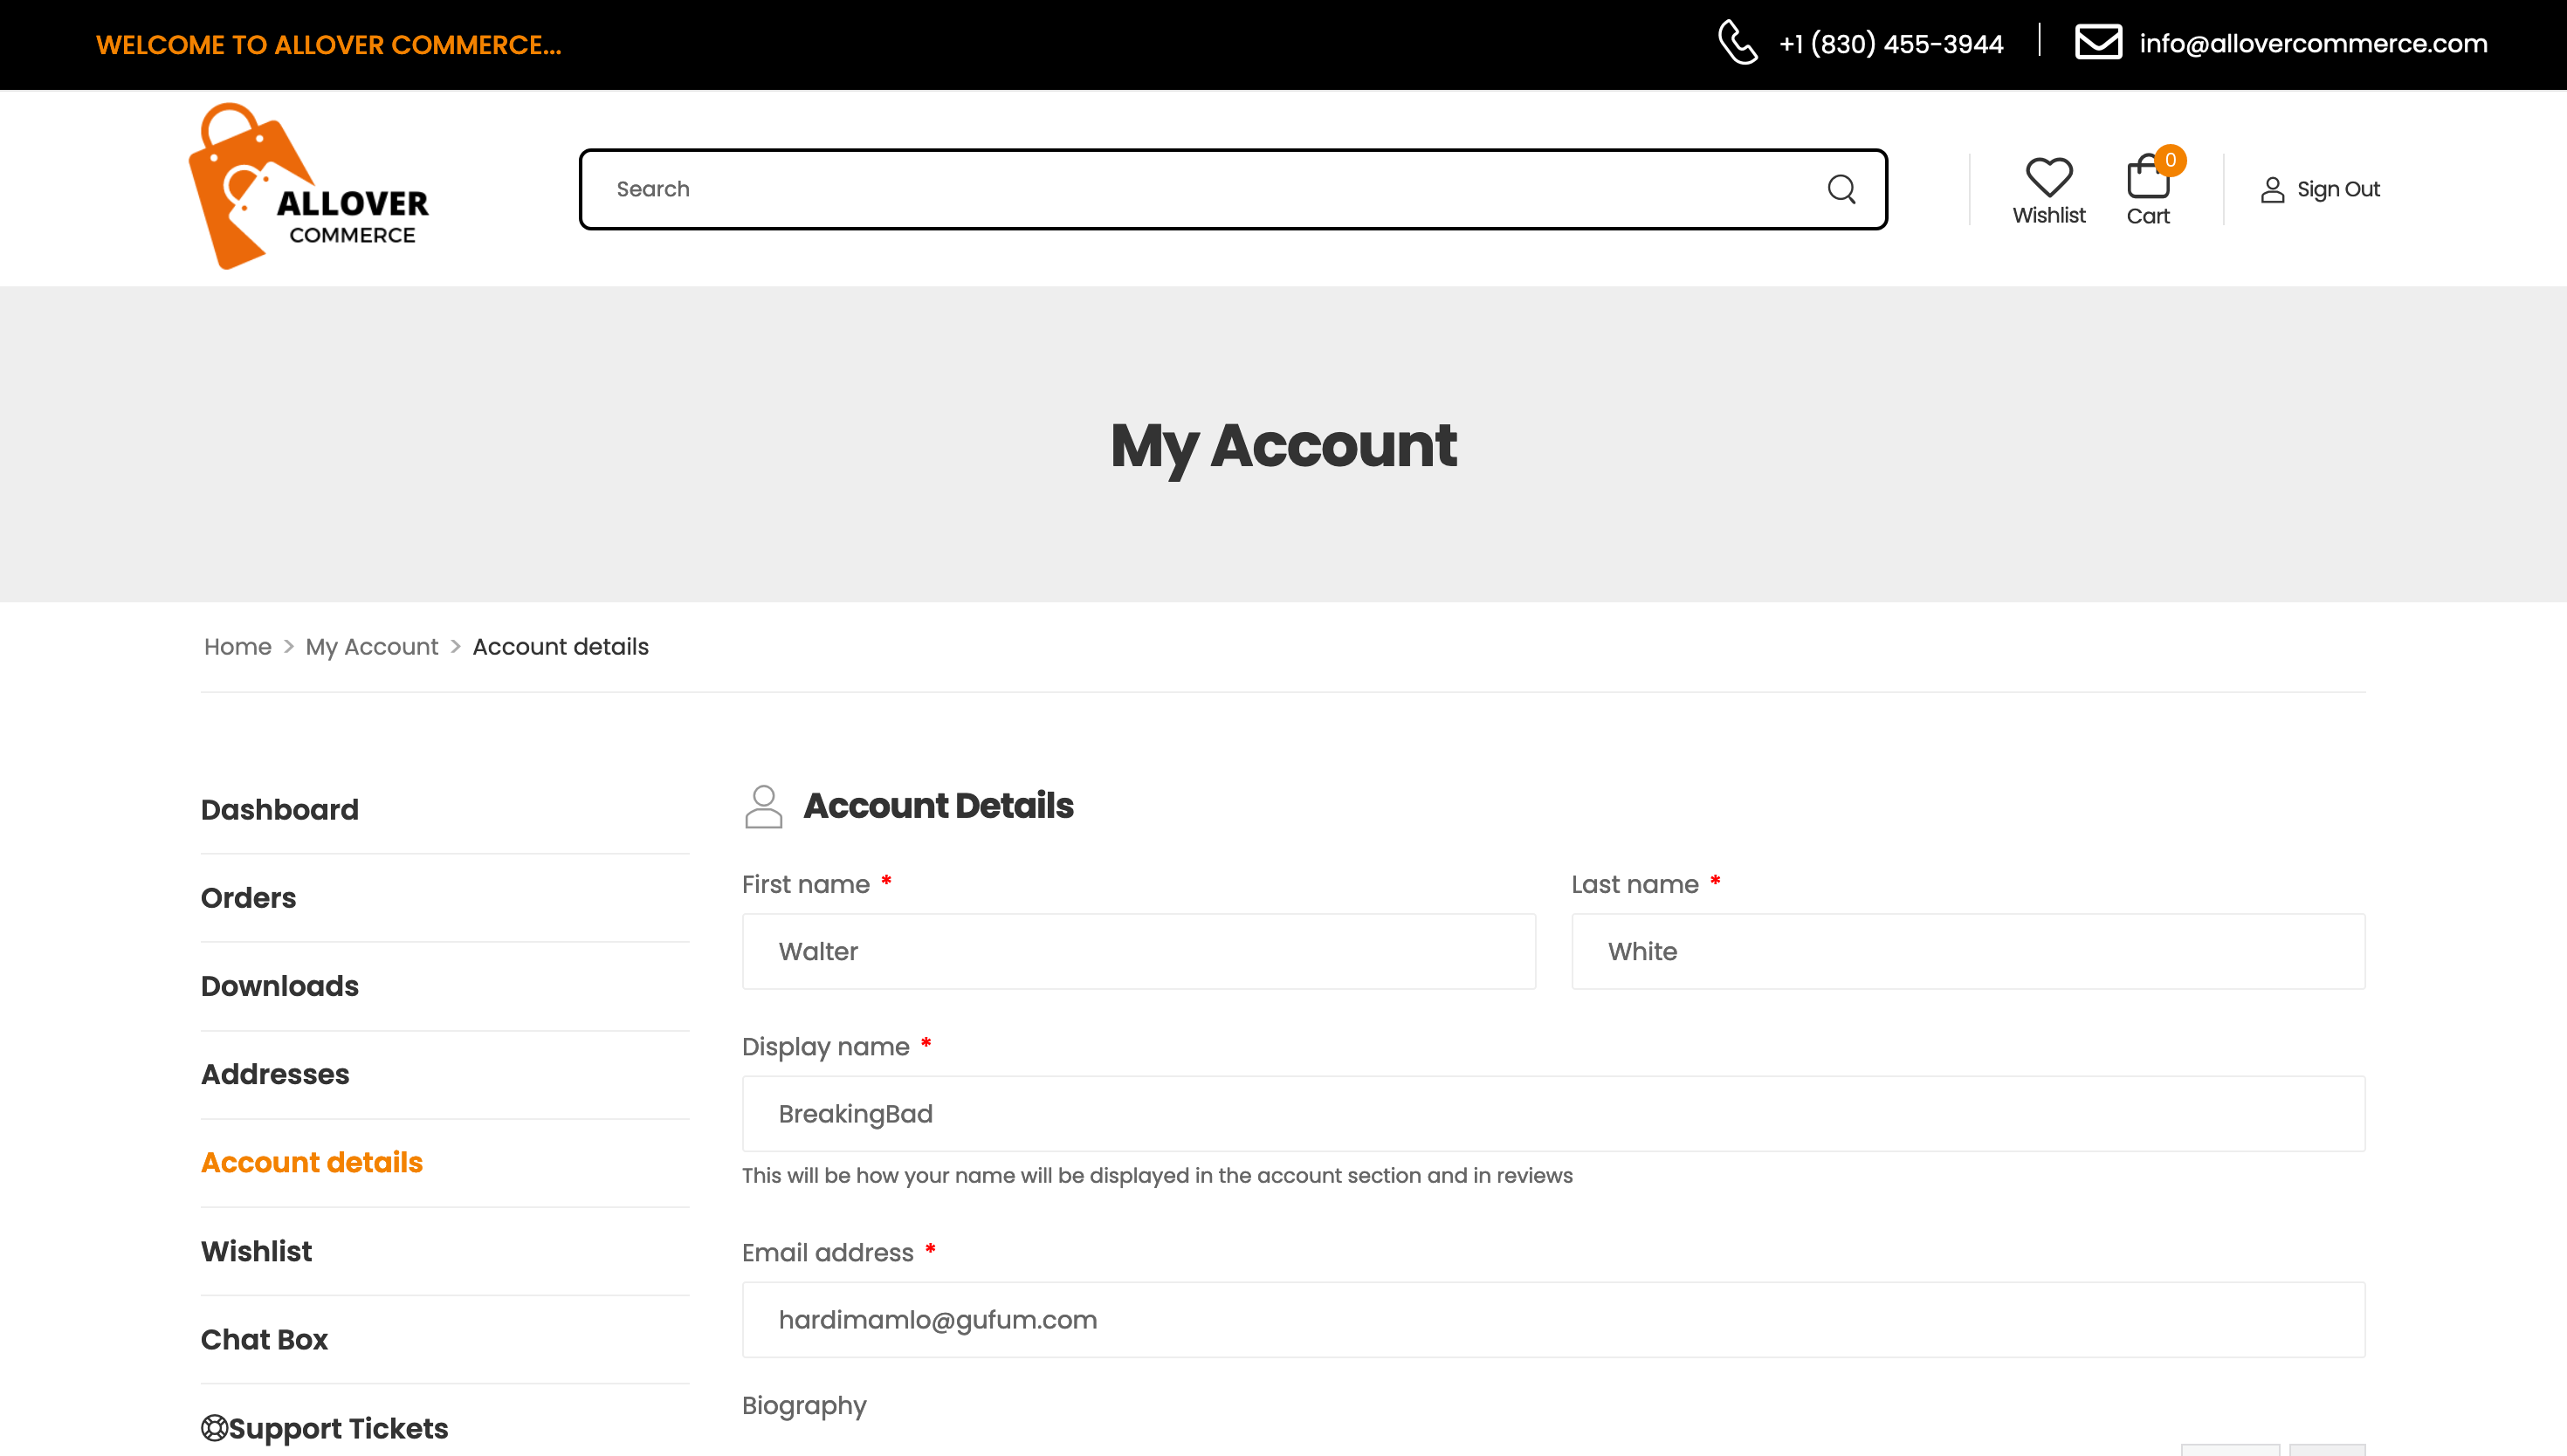 WELCOME TO ALLOVER COMMERCE...
+1 (830) 455-3944
info@allovercommerce.com
ALLOVER
COMMERCE
Search
Wishlist
0
Cart
Sign Out
My Account
Home > My Account > Account details
Dashboard
Orders
Downloads
Addresses
Account details
Wishlist
Chat Box
Support Tickets
Account Details
First name *
Walter
Last name *
White
Display name *
BreakingBad
This will be how your name will be displayed in the account section and in reviews
Email address *
hardimamlo@gufum.com
Biography